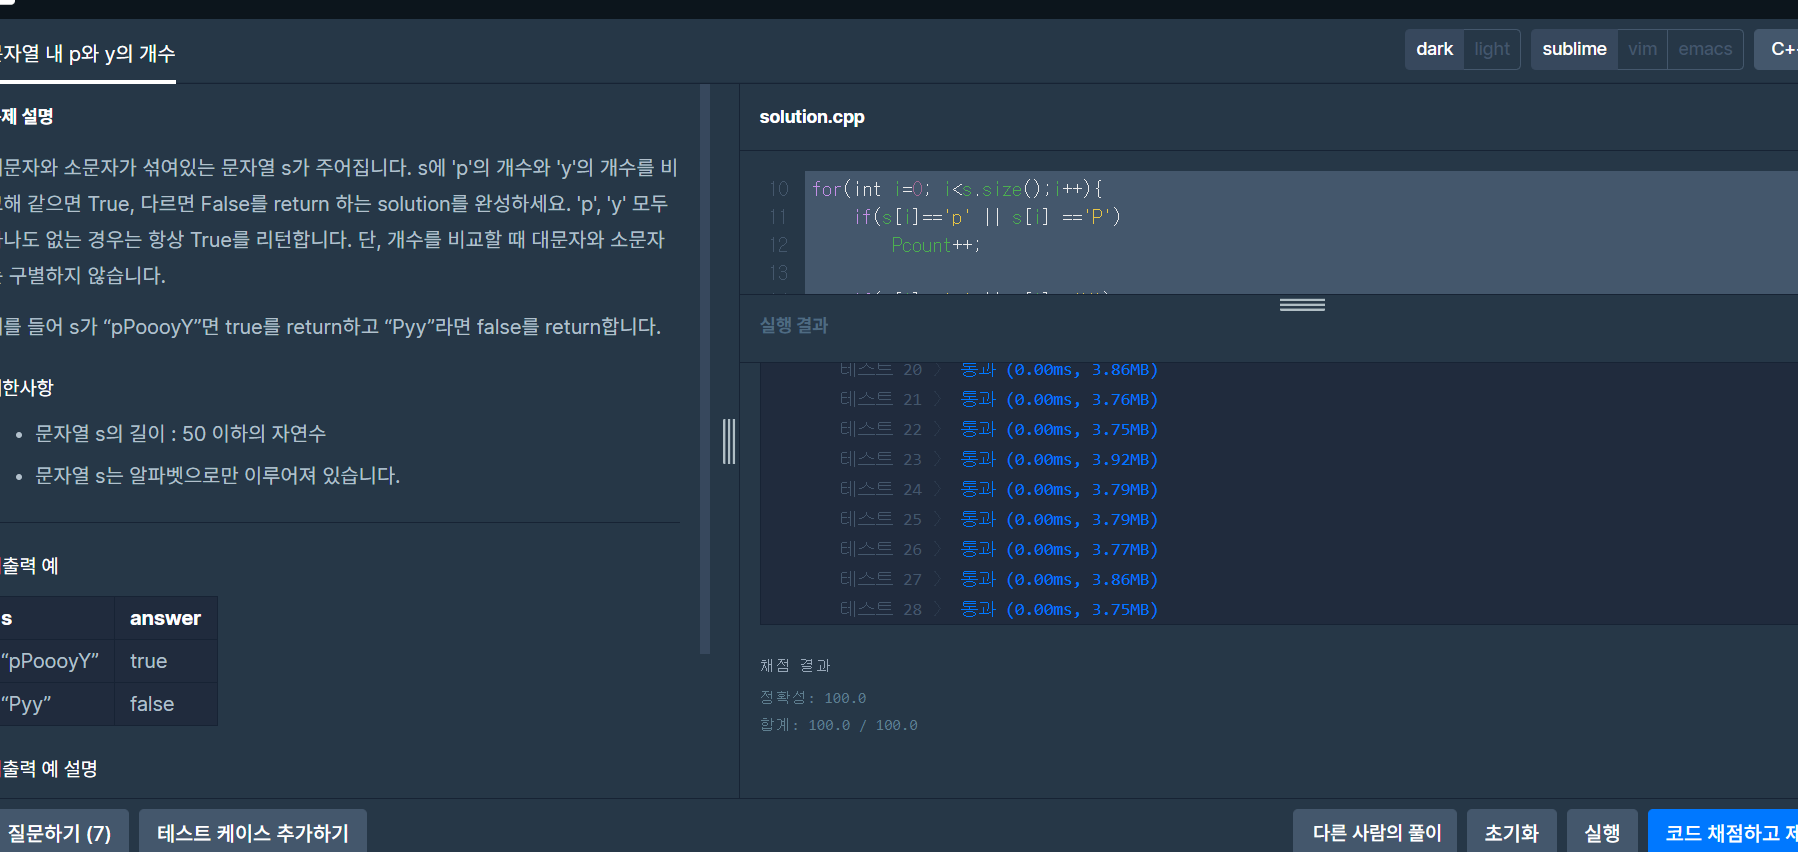 문자열 내 p와 y의 개수
dark light sublime vim emacs C+
제 설명
문자와 소문자가 섞여있는 문자열 s가 주어집니다. s에 'p'의 개수와 'y'의 개수를 비
해 같으면 True, 다르면 False를 return 하는 solution를 완성하세요. 'p', 'y' 모두
나도 없는 경우는 항상 True를 리턴합니다. 단, 개수를 비교할 때 대문자와 소문자
구별하지 않습니다.
를 들어 s가 “pPoooyY”면 true를 return하고 “Pyy”라면 false를 return합니다.
한사항
• 문자열 s의 길이 : 50 이하의 자연수
• 문자열 s는 알파벳으로만 이루어져 있습니다.
출력 예
s answer
“pPoooyY” true
“Pyy” false
출력 예 설명
solution.cpp
10 for(int i=0; i<s.size();i++){
11 if(s[i]=='p' || s[i] =='P')
12 Pcount++;
13
실행 결과
테스트 20 〉 통과 (0.00ms, 3.86MB)
테스트 21 〉 통과 (0.00ms, 3.76MB)
테스트 22 〉 통과 (0.00ms, 3.75MB)
테스트 23 〉 통과 (0.00ms, 3.92MB)
테스트 24 〉 통과 (0.00ms, 3.79MB)
테스트 25 〉 통과 (0.00ms, 3.79MB)
테스트 26 〉 통과 (0.00ms, 3.77MB)
테스트 27 〉 통과 (0.00ms, 3.86MB)
테스트 28 〉 통과 (0.00ms, 3.75MB)
채점 결과
정확성: 100.0
합계: 100.0 / 100.0
질문하기 (7) 테스트 케이스 추가하기 다른 사람의 풀이 초기화 실행 코드 채점하고 제